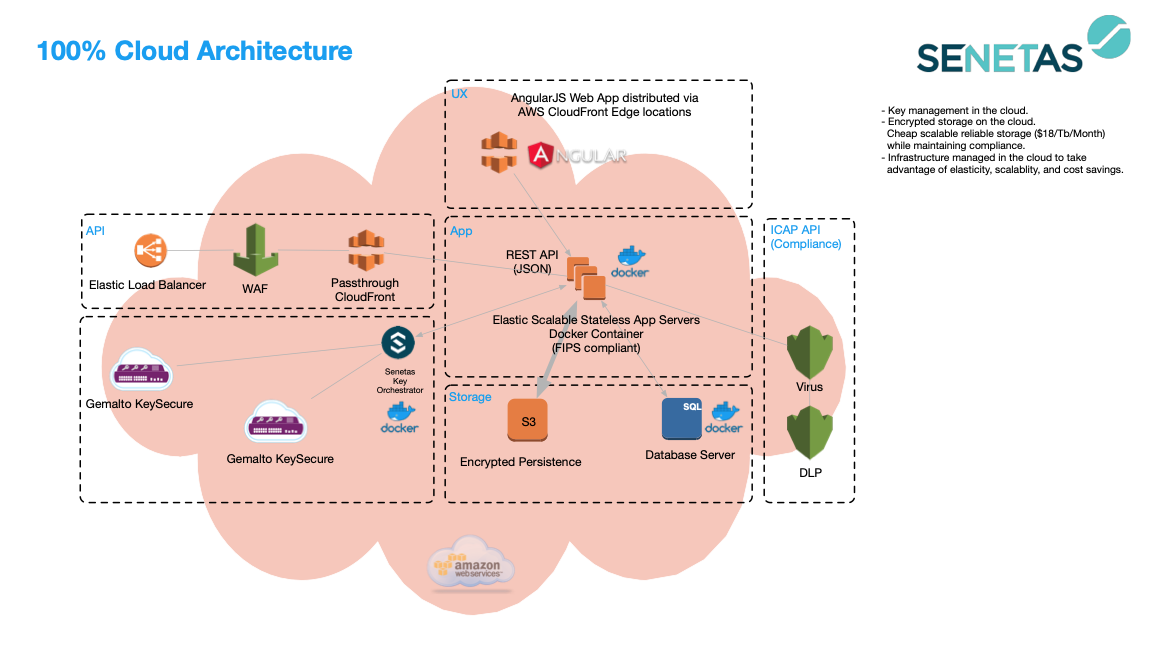 100% Cloud Architecture
SENETAS
- Key management in the cloud.
- Encrypted storage on the cloud.
Cheap scalable reliable storage ($18/Tb/Month)
while maintaining compliance.
- Infrastructure managed in the cloud to take
advantage of elasticity, scalablity, and cost savings.
UX
AngularJS Web App distributed via
AWS CloudFront Edge locations
A
ANGULAR
API
Elastic Load Balancer
WAF
Passthrough
CloudFront
App
REST API
(JSON)
docker
Elastic Scalable Stateless App Servers
Docker Container
(FIPS compliant)
ICAP API
(Compliance)
Virus
DLP
Gemalto KeySecure
Gemalto KeySecure
Senetas
Key
Orchestrator
docker
Storage
S3
Encrypted Persistence
SQL
docker
Database Server
amazon
webservices™